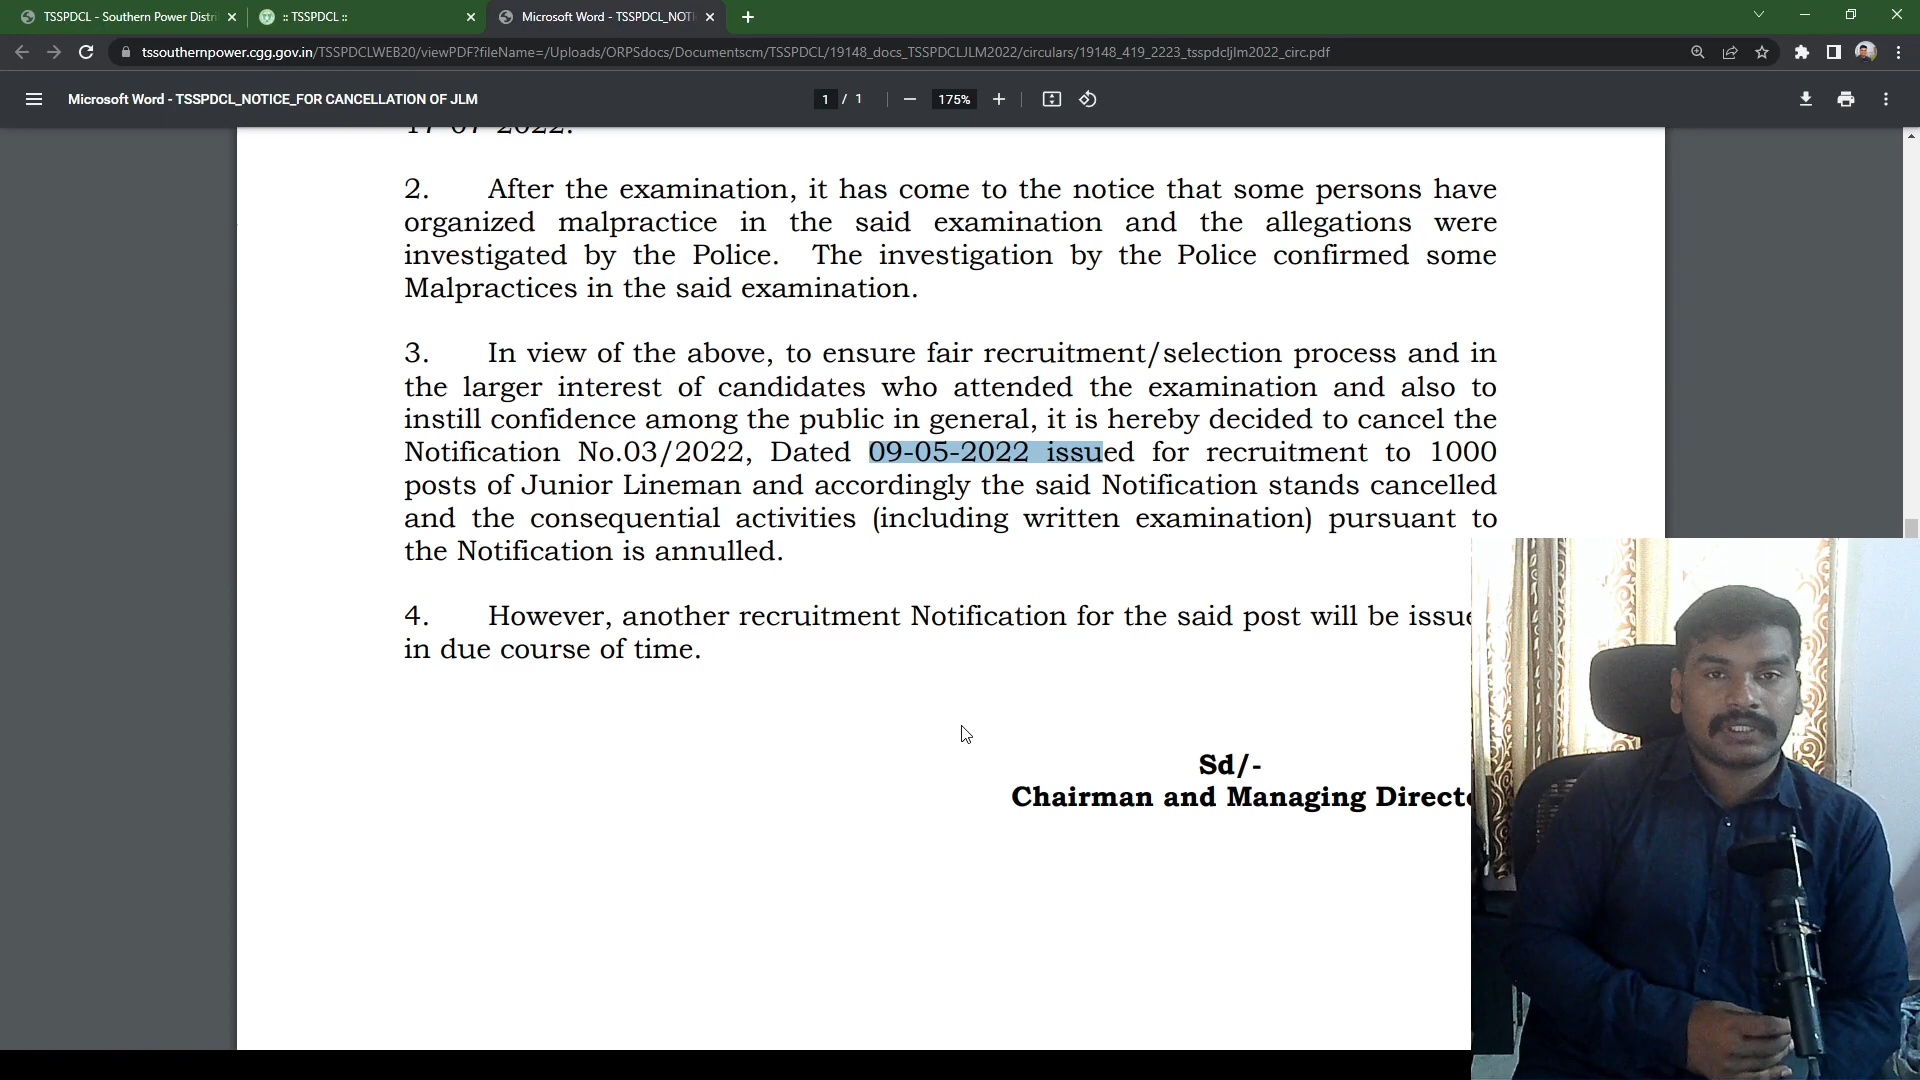 TSSPDCL - Southern Power Distri
:: TSPDCL ::
Microsoft Word - TSSPDCL_NOTI
tssouthernpower.cgg.gov.in/TSSPDCLWEB20/viewPDF?fileName=/Uploads/ORPSdocs/Documentscm/TSSPDCL/19148_docs_TSSPDCLJLM2022/circulars/19148_419_2223_tsspdcljlm2022_circ.pdf
Microsoft Word - TSSPDCL_NOTICE_FOR CANCELLATION OF JLM
1 / 1
175%
17-07-2022.
2. After the examination, it has come to the notice that some persons have
organized malpractice in the said examination and the allegations were
investigated by the Police. The investigation by the Police confirmed some
Malpractices in the said examination.
3. In view of the above, to ensure fair recruitment/selection process and in
the larger interest of candidates who attended the examination and also to
instill confidence among the public in general, it is hereby decided to cancel the
Notification No.03/2022, Dated 09-05-2022 issued for recruitment to 1000
posts of Junior Lineman and accordingly the said Notification stands cancelled
and the consequential activities (including written examination) pursuant to
the Notification is annulled.
4. However, another recruitment Notification for the said post will be issue
in due course of time.
Sd/-
Chairman and Managing Directo